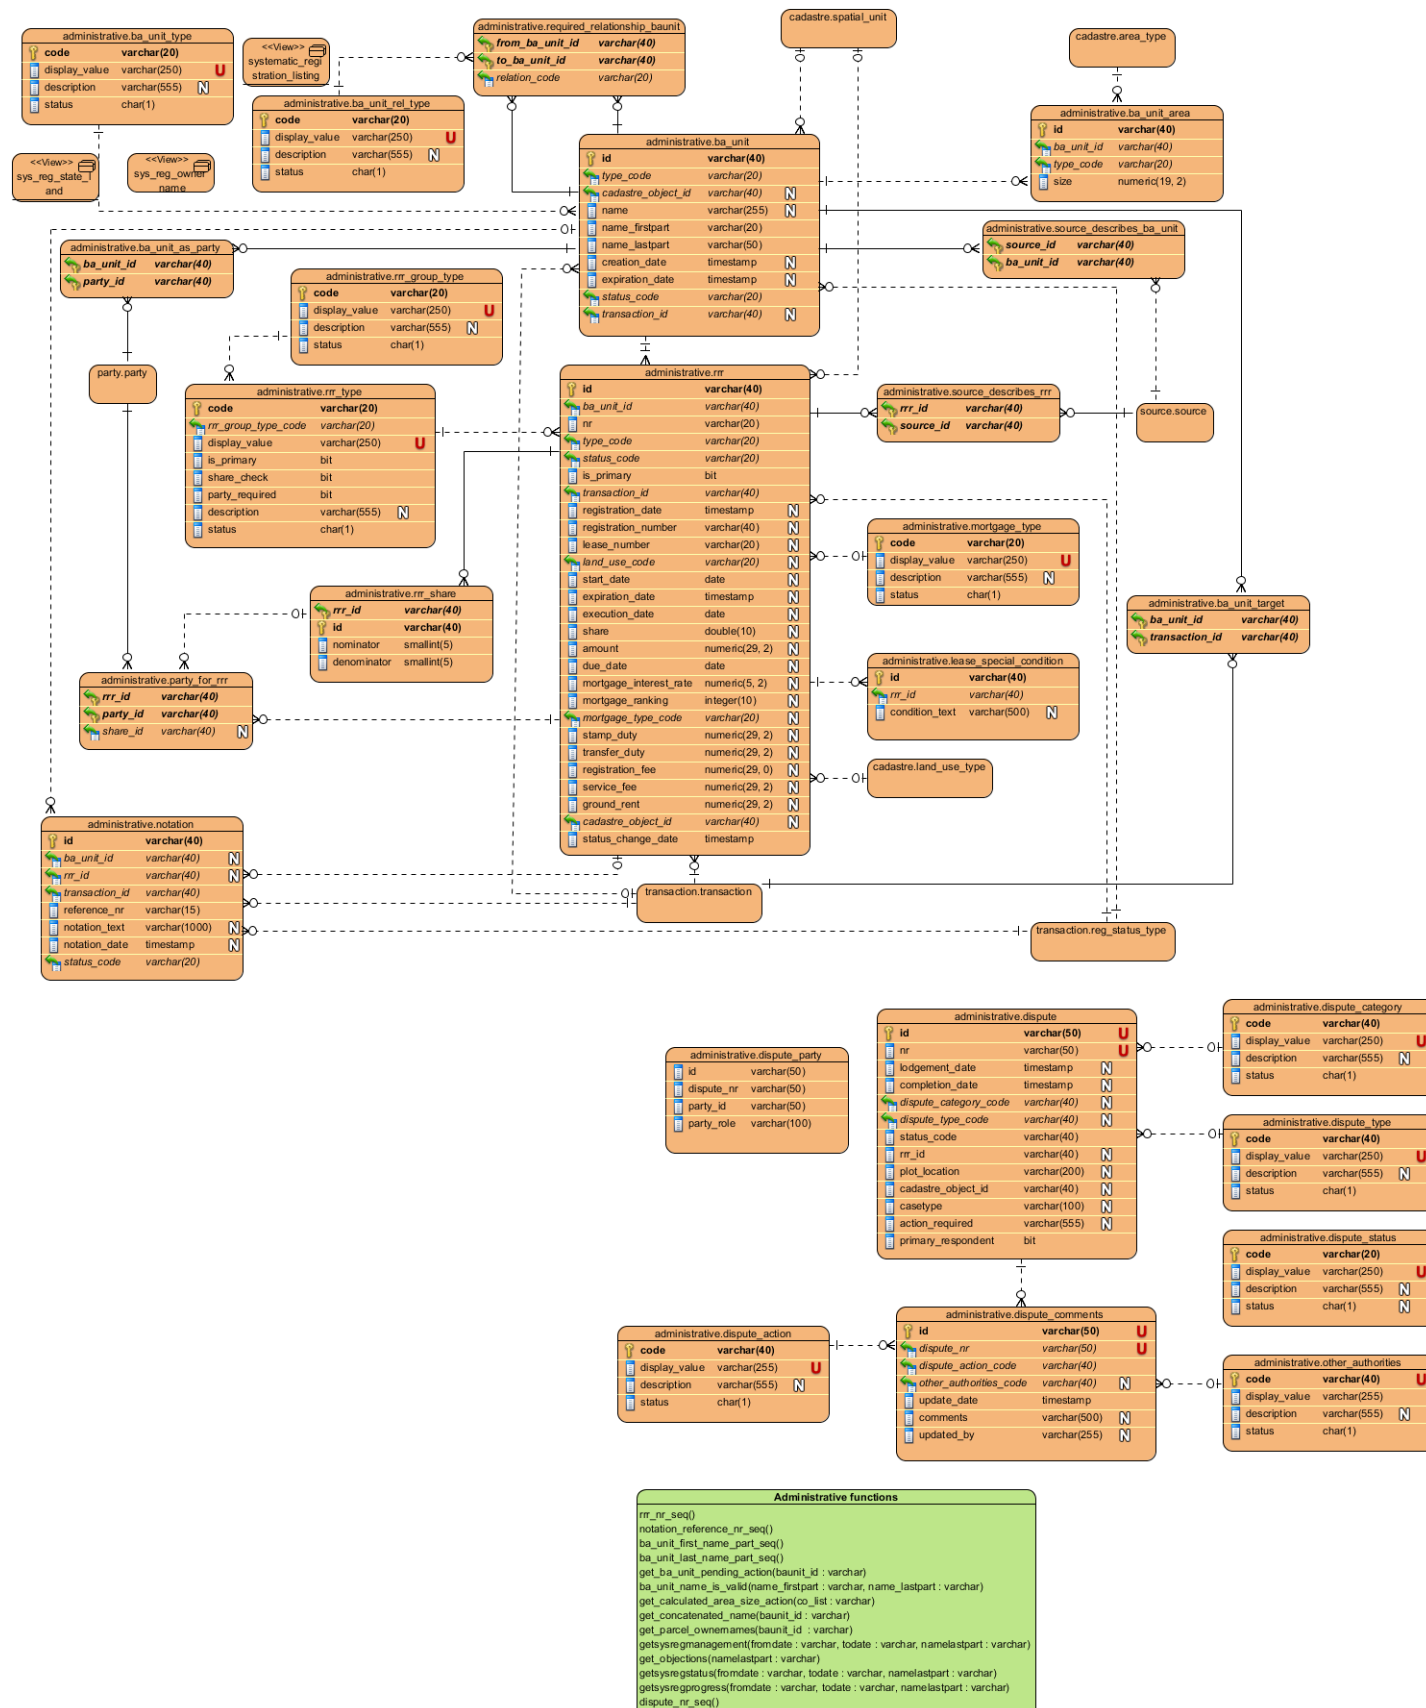 administrative.ba_unit_type
code varchar(20)
display_value varchar(250) U
description varchar(555) N
status char(1)
<<View>>
systematic_regi
stration_listing
administrative.required_relationship_baunit
from_ba_unit_id varchar(40)
to_ba_unit_id varchar(40)
relation_code varchar(20)
cadastre.spatial_unit
cadastre.area_type
administrative.ba_unit_rel_type
code varchar(20)
display_value varchar(250) U
description varchar(555) N
status char(1)
<<View>>
sys_reg_state_l
and
<<View>>
sys_reg_owner_
name
administrative.ba_unit
id varchar(40)
type_code varchar(20)
cadastre_object_id varchar(40) N
name varchar(255) N
name_firstpart varchar(20)
name_lastpart varchar(50)
creation_date timestamp N
expiration_date timestamp N
status_code varchar(20)
transaction_id varchar(40) N
administrative.ba_unit_area
id varchar(40)
ba_unit_id varchar(40)
type_code varchar(20)
size numeric(19, 2)
administrative.source_describes_ba_unit
source_id varchar(40)
ba_unit_id varchar(40)
administrative.ba_unit_as_party
ba_unit_id varchar(40)
party_id varchar(40)
administrative.rrr_group_type
code varchar(20)
display_value varchar(250) U
description varchar(555) N
status char(1)
party.party
administrative.rrr_type
code varchar(20)
rrr_group_type_code varchar(20)
display_value varchar(250) U
is_primary bit
share_check bit
party_required bit
description varchar(555) N
status char(1)
administrative.rrr
id varchar(40)
ba_unit_id varchar(40)
nr varchar(20)
type_code varchar(20)
status_code varchar(20)
is_primary bit
transaction_id varchar(40)
registration_date timestamp N
registration_number varchar(40) N
lease_number varchar(20) N
land_use_code varchar(20) N
start_date date N
expiration_date timestamp N
execution_date date N
share double(10) N
amount numeric(29, 2) N
due_date date N
mortgage_interest_rate numeric(5, 2) N
mortgage_ranking integer(10) N
mortgage_type_code varchar(20) N
stamp_duty numeric(29, 2) N
transfer_duty numeric(29, 2) N
registration_fee numeric(29, 0) N
service_fee numeric(29, 2) N
ground_rent numeric(29, 2) N
cadastre_object_id varchar(40) N
status_change_date timestamp
administrative.source_describes_rrr
rrr_id varchar(40)
source_id varchar(40)
source.source
administrative.mortgage_type
code varchar(20)
display_value varchar(250) U
description varchar(555) N
status char(1)
administrative.rrr_share
rrr_id varchar(40)
id varchar(40)
nominator smallint(5)
denominator smallint(5)
administrative.ba_unit_target
ba_unit_id varchar(40)
transaction_id varchar(40)
administrative.lease_special_condition
id varchar(40)
rrr_id varchar(40)
condition_text varchar(500) N
administrative.party_for_rrr
rrr_id varchar(40)
party_id varchar(40)
share_id varchar(40) N
cadastre.land_use_type
administrative.notation
id varchar(40)
ba_unit_id varchar(40) N
rrr_id varchar(40) N
transaction_id varchar(40)
reference_nr varchar(15)
notation_text varchar(1000) N
notation_date timestamp N
status_code varchar(20)
transaction.transaction
transaction.reg_status_type
administrative.dispute
id varchar(50) U
nr varchar(50) U
lodgement_date timestamp N
completion_date timestamp N
dispute_category_code varchar(40) N
dispute_type_code varchar(40) N
status_code varchar(40)
rrr_id varchar(40) N
plot_location varchar(200) N
cadastre_object_id varchar(40) N
casetype varchar(100) N
action_required varchar(555) N
primary_respondent bit
administrative.dispute_category
code varchar(40)
display_value varchar(250) U
description varchar(555) N
status char(1)
administrative.dispute_party
id varchar(50)
dispute_nr varchar(50)
party_id varchar(50)
party_role varchar(100)
administrative.dispute_type
code varchar(40)
display_value varchar(250) U
description varchar(555) N
status char(1)
administrative.dispute_status
code varchar(20)
display_value varchar(250) U
description varchar(555) N
status char(1) N
administrative.dispute_comments
id varchar(50) U
dispute_nr varchar(50) U
dispute_action_code varchar(40)
other_authorities_code varchar(40) N
update_date timestamp
comments varchar(500) N
updated_by varchar(255) N
administrative.dispute_action
code varchar(40)
display_value varchar(255) U
description varchar(555) N
status char(1)
administrative.other_authorities
code varchar(40) U
display_value varchar(255)
description varchar(555) N
status char(1)
Administrative functions
rrr_nr_seq()
notation_reference_nr_seq()
ba_unit_first_name_part_seq()
ba_unit_last_name_part_seq()
get_ba_unit_pending_action(baunit_id : varchar)
ba_unit_name_is_valid(name_firstpart : varchar, name_lastpart : varchar)
get_calculated_area_size_action(co_list : varchar)
get_concatenated_name(baunit_id : varchar)
get_parcel_ownernames(baunit_id : varchar)
getsysregmanagement(fromdate : varchar, todate : varchar, namelastpart : varchar)
get_objections(namelastpart : varchar)
getsysregstatus(fromdate : varchar, todate : varchar, namelastpart : varchar)
getsysregprogress(fromdate : varchar, todate : varchar, namelastpart : varchar)
dispute_nr_seq()